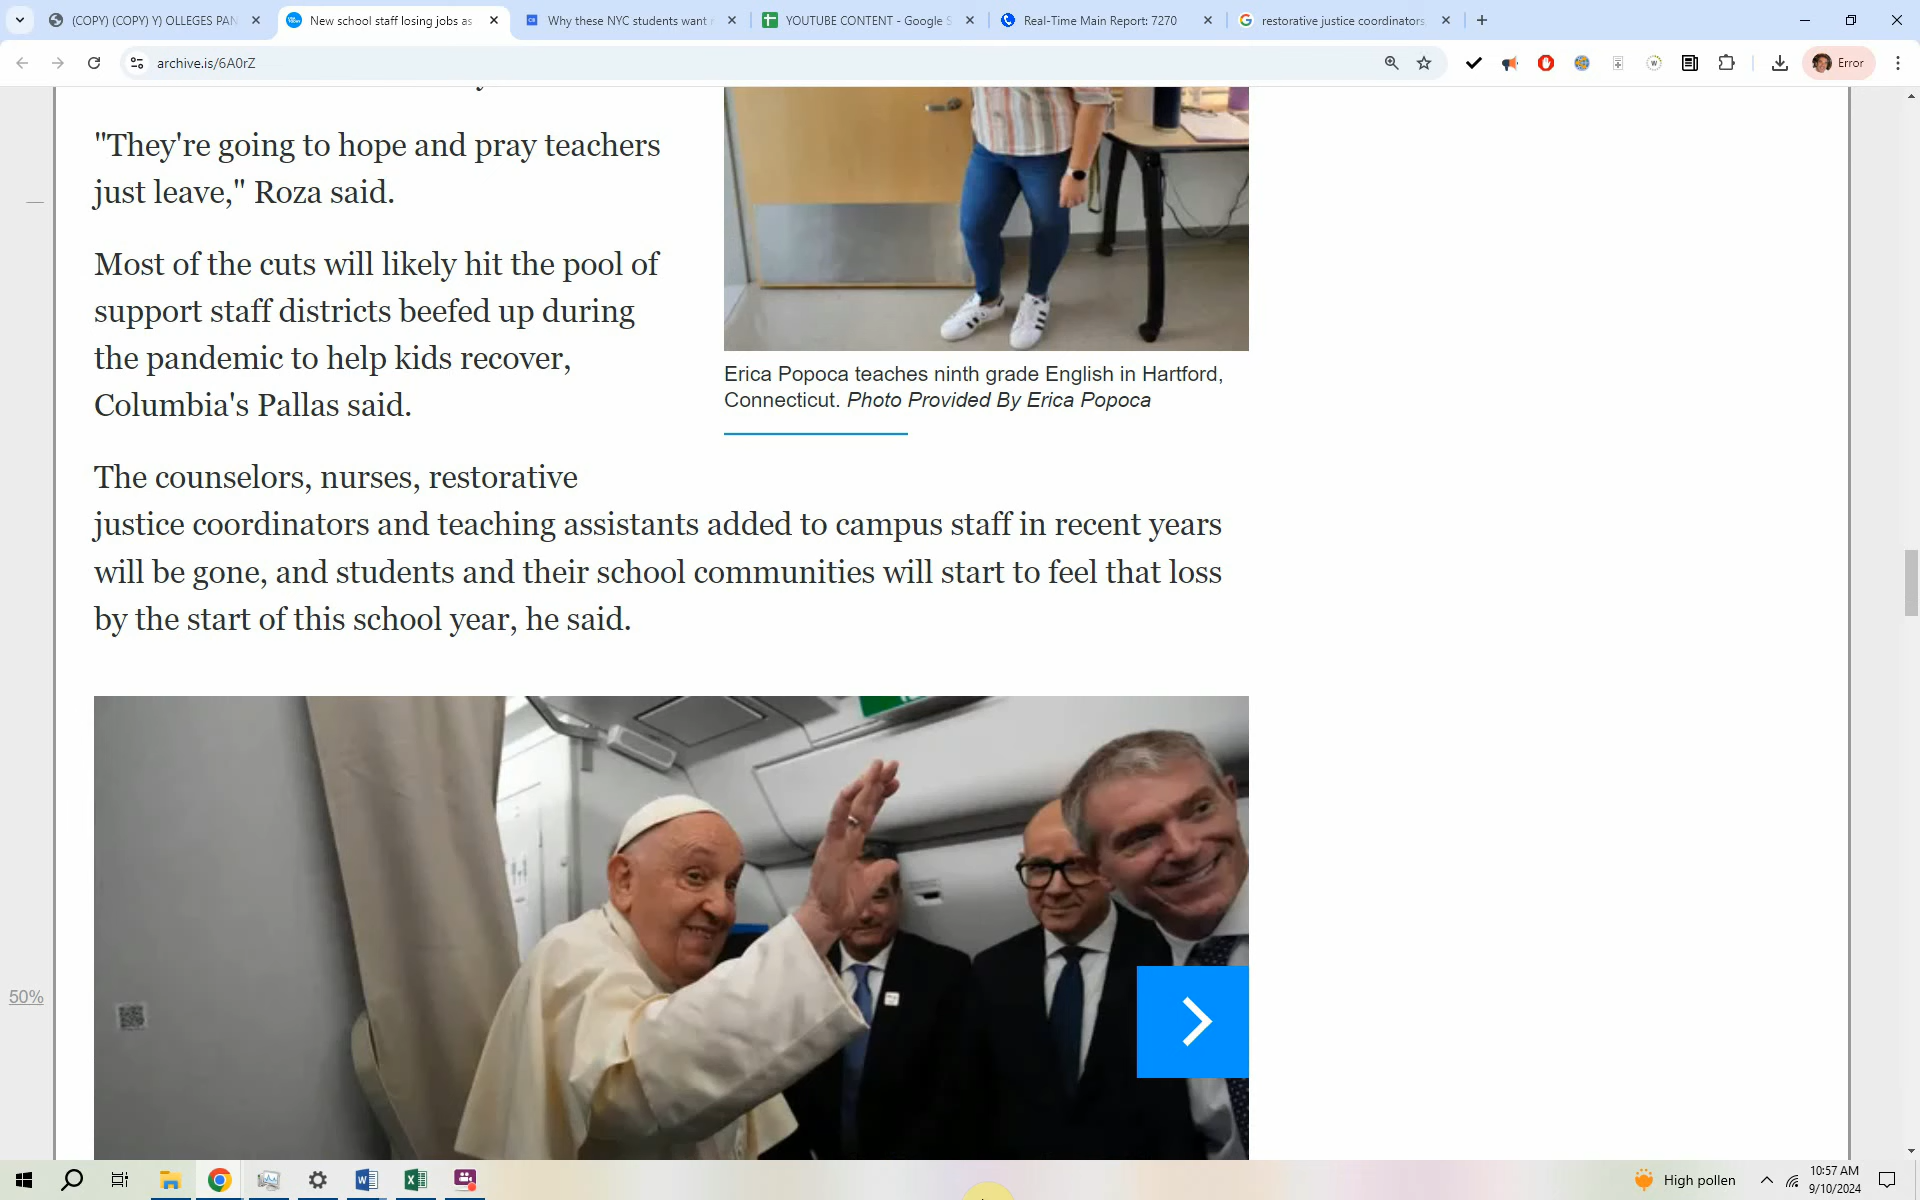 (COPY) (COPY) Y) OLLEGES PAN
New school staff losing jobs as
Why these NYC students want
YOUTUBE CONTENT - Google S
Real-Time Main Report: 7270
restorative justice coordinators
archive.is/6A0rZ
Error
"They're going to hope and pray teachers
just leave," Roza said.
Most of the cuts will likely hit the pool of
support staff districts beefed up during
the pandemic to help kids recover,
Columbia's Pallas said.
Erica Popoca teaches ninth grade English in Hartford,
Connecticut. Photo Provided By Erica Popoca
The counselors, nurses, restorative
justice coordinators and teaching assistants added to campus staff in recent years
will be gone, and students and their school communities will start to feel that loss
by the start of this school year, he said.
50%
High pollen
10:57 AM
9/10/2024